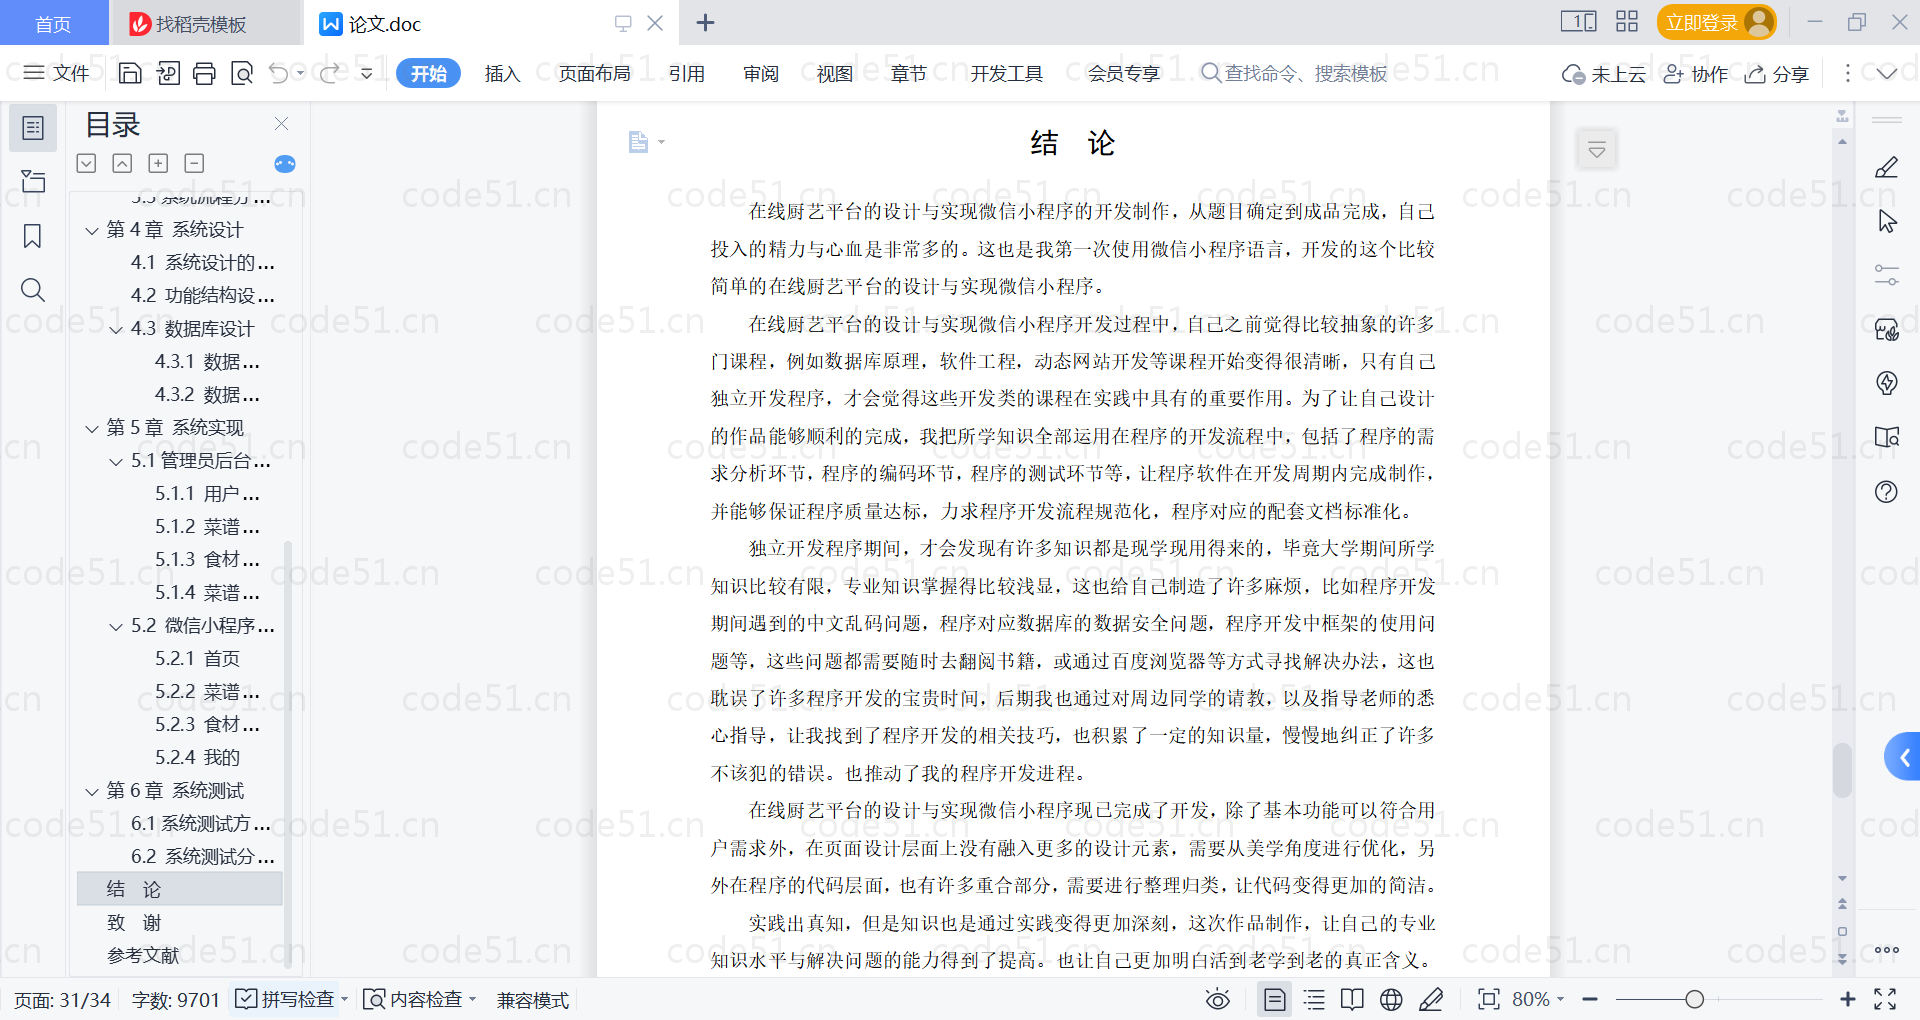 首页
找稻壳模板
论文.doc
立即登录
文件
开始
插入
页面布局
引用
审阅
视图
章节
开发工具
会员专享
查找命令、搜索模板
未上云
协作
分享
目录
第 4 章 系统设计
4.1 系统设计的...
4.2 功能结构设...
4.3 数据库设计
4.3.1 数据...
4.3.2 数据...
第 5 章 系统实现
5.1 管理员后台...
5.1.1 用户...
5.1.2 菜谱...
5.1.3 食材...
5.1.4 菜谱...
5.2 微信小程序...
5.2.1 首页
5.2.2 菜谱...
5.2.3 食材...
5.2.4 我的
第 6 章 系统测试
6.1 系统测试方...
6.2 系统测试分...
结 论
致 谢
参考文献
结 论
在线厨艺平台的设计与实现微信小程序的开发制作，从题目确定到成品完成，自己
投入的精力与心血是非常多的。这也是我第一次使用微信小程序语言，开发的这个比较
简单的在线厨艺平台的设计与实现微信小程序。
在线厨艺平台的设计与实现微信小程序开发过程中，自己之前觉得比较抽象的许多
门课程，例如数据库原理，软件工程，动态网站开发等课程开始变得很清晰，只有自己
独立开发程序，才会觉得这些开发类的课程在实践中具有的重要作用。为了让自己设计
的作品能够顺利的完成，我把所学知识全部运用在程序的开发流程中，包括了程序的需
求分析环节，程序的编码环节，程序的测试环节等，让程序软件在开发周期内完成制作，
并能够保证程序质量达标，力求程序开发流程规范化，程序对应的配套文档标准化。
独立开发程序期间，才会发现有许多知识都是现学现用得来的，毕竟大学期间所学
知识比较有限，专业知识掌握得比较浅显，这也给自己制造了许多麻烦，比如程序开发
期间遇到的中文乱码问题，程序对应数据库的数据安全问题，程序开发中框架的使用问
题等，这些问题都需要随时去翻阅书籍，或通过百度浏览器等方式寻找解决办法，这也
耽误了许多程序开发的宝贵时间，后期我也通过对周边同学的请教，以及指导老师的悉
心指导，让我找到了程序开发的相关技巧，也积累了一定的知识量，慢慢地纠正了许多
不该犯的错误。也推动了我的程序开发进程。
在线厨艺平台的设计与实现微信小程序现已完成了开发，除了基本功能可以符合用
户需求外，在页面设计层面上没有融入更多的设计元素，需要从美学角度进行优化，另
外在程序的代码层面，也有许多重合部分，需要进行整理归类，让代码变得更加的简洁。
实践出真知，但是知识也是通过实践变得更加深刻，这次作品制作，让自己的专业
知识水平与解决问题的能力得到了提高。也让自己更加明白活到老学到老的真正含义。
页面: 31/34
字数: 9701
拼写检查
内容检查
兼容模式
80%
code51.cn